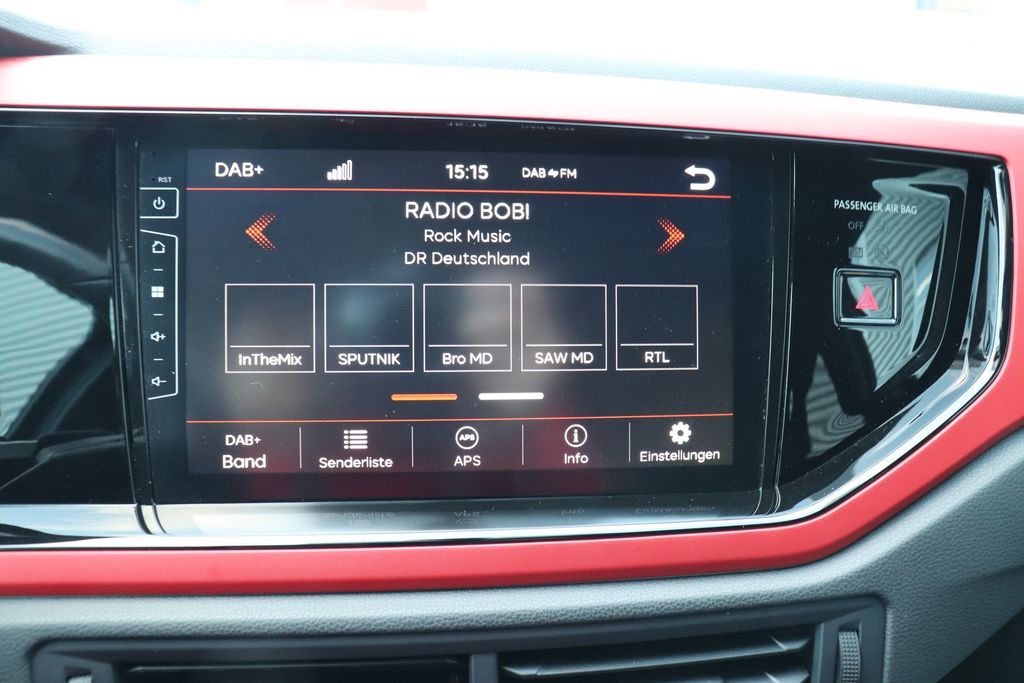 DAB+ 15:15 DAB FM
RST
RADIO BOB!
Rock Music
DR Deutschland
InTheMix SPUTNIK Bro MD SAW MD RTL
DAB+ Band
Senderliste
APS
APS
i
Info
Einstellungen
PASSENGER AIR BAG
OFF